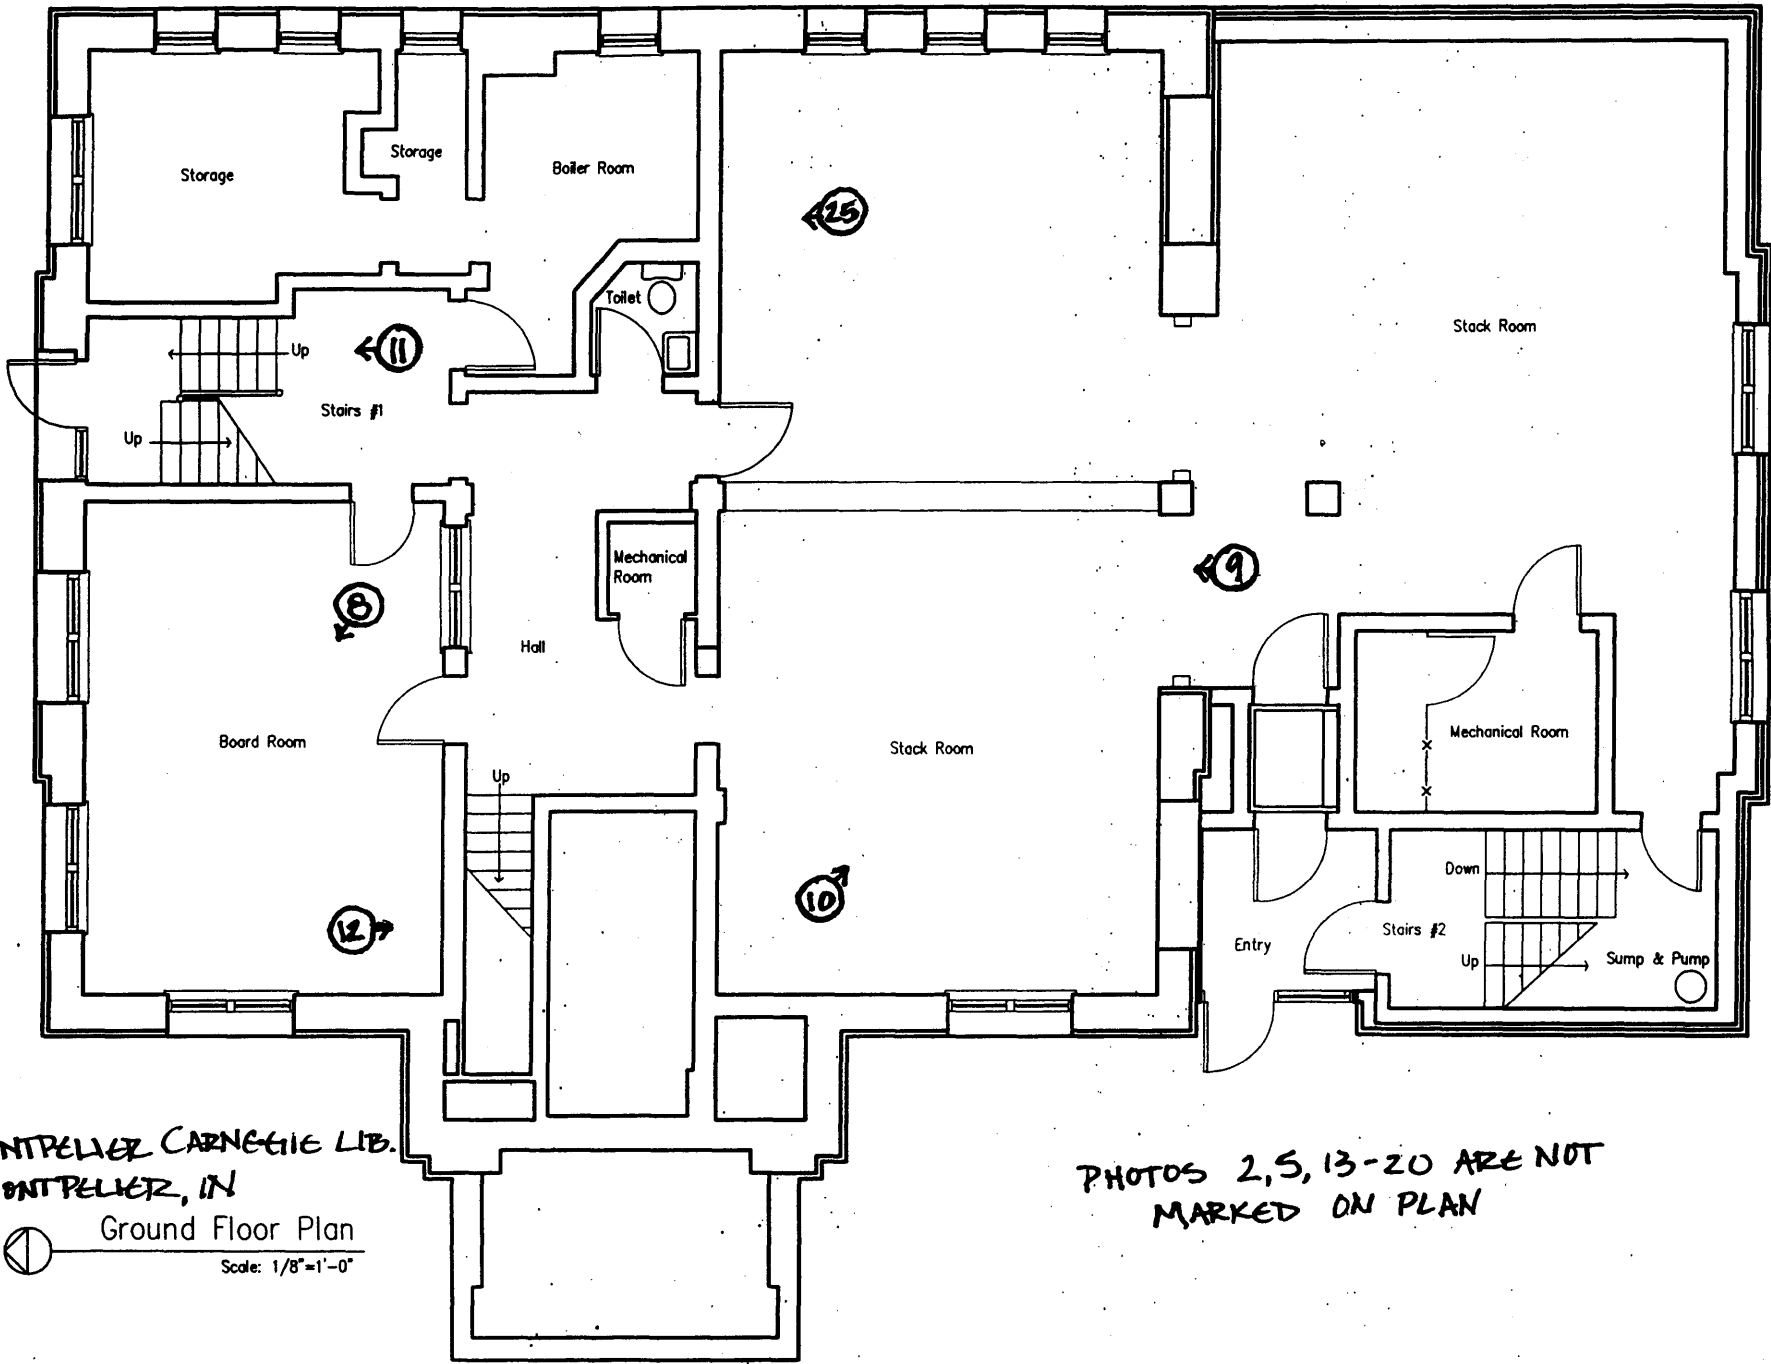 Storage
Storage
Boiler Room
25
Toilet
Stack Room
Up
11
Stairs #1
Up
Mechanical
Room
9
8
Hall
Board Room
Stack Room
Mechanical Room
Up
Down
10
12
Entry
Stairs #2
Up
Sump & Pump
NTPELIER CARNEGIE LIB.
ONTPELIER, IN
Ground Floor Plan
Scale: 1/8"=1'-0"
PHOTOS 2, 5, 13-20 ARE NOT
MARKED ON PLAN